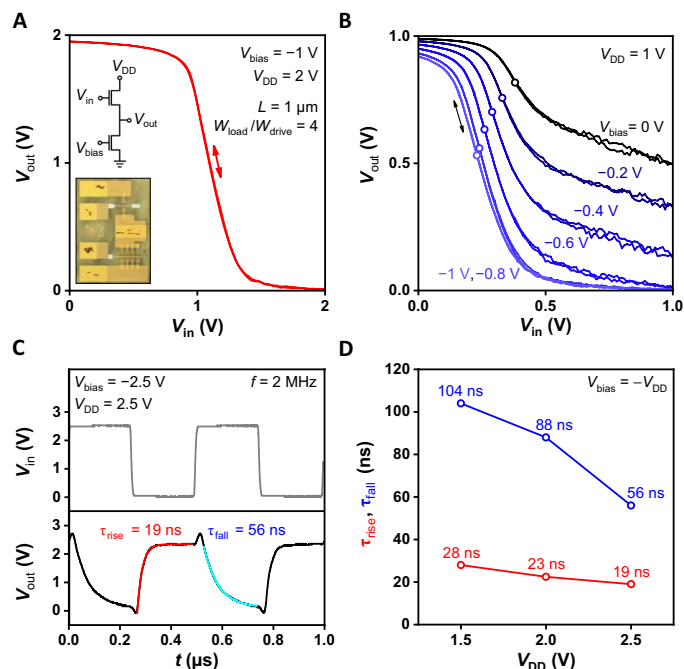 A
V_bias = −1 V
V_DD = 2 V
L = 1 µm
W_load/W_drive = 4
V_DD
V_in
V_out
V_bias
V_out (V)
2
1
0
0
1
2
V_in (V)
B
V_DD = 1 V
V_bias = 0 V
−0.2 V
−0.4 V
−0.6 V
−1 V, −0.8 V
V_out (V)
1.0
0.5
0.0
0.0
0.5
1.0
V_in (V)
C
V_bias = −2.5 V
f = 2 MHz
V_DD = 2.5 V
V_in (V)
3
2
1
0
τ_rise = 19 ns
τ_fall = 56 ns
V_out (V)
3
2
1
0
0.0
0.2
0.4
0.6
0.8
1.0
t (µs)
D
V_bias = −V_DD
τ_rise, τ_fall (ns)
120
100
80
60
40
20
0
104 ns
88 ns
56 ns
28 ns
23 ns
19 ns
1.5
2.0
2.5
V_DD (V)